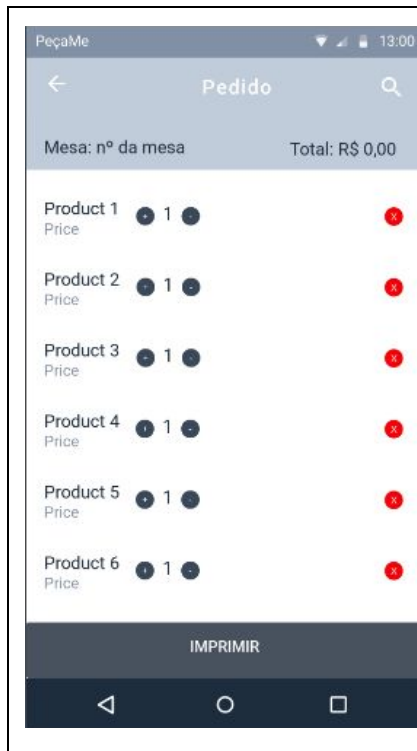 PeçaMe 13:00
Pedido
Mesa: nº da mesa Total: R$ 0,00
Product 1 + 1 - X
Price
Product 2 + 1 - X
Price
Product 3 + 1 - X
Price
Product 4 + 1 - X
Price
Product 5 + 1 - X
Price
Product 6 + 1 - X
Price
IMPRIMIR